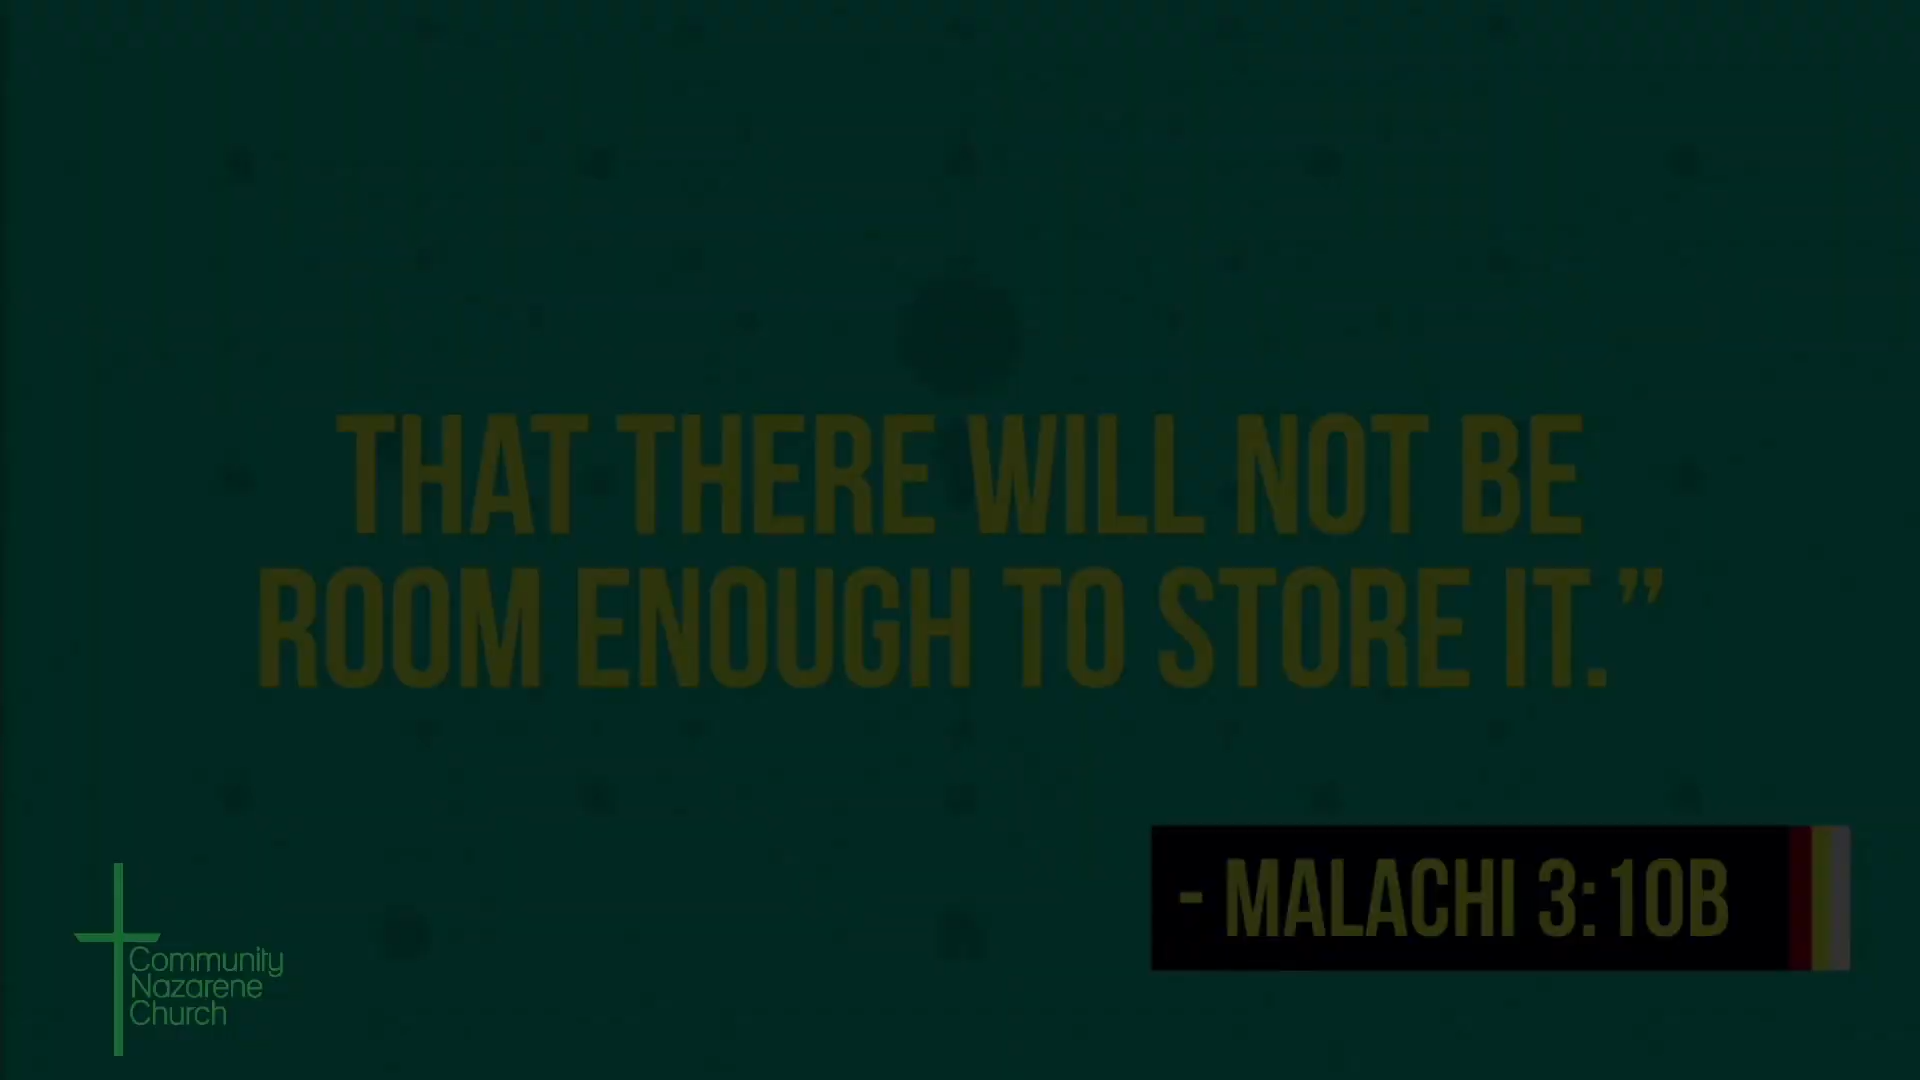 THAT THERE WILL NOT BE
ROOM ENOUGH TO STORE IT.”
- MALACHI 3:10B
Community
Nazarene
Church